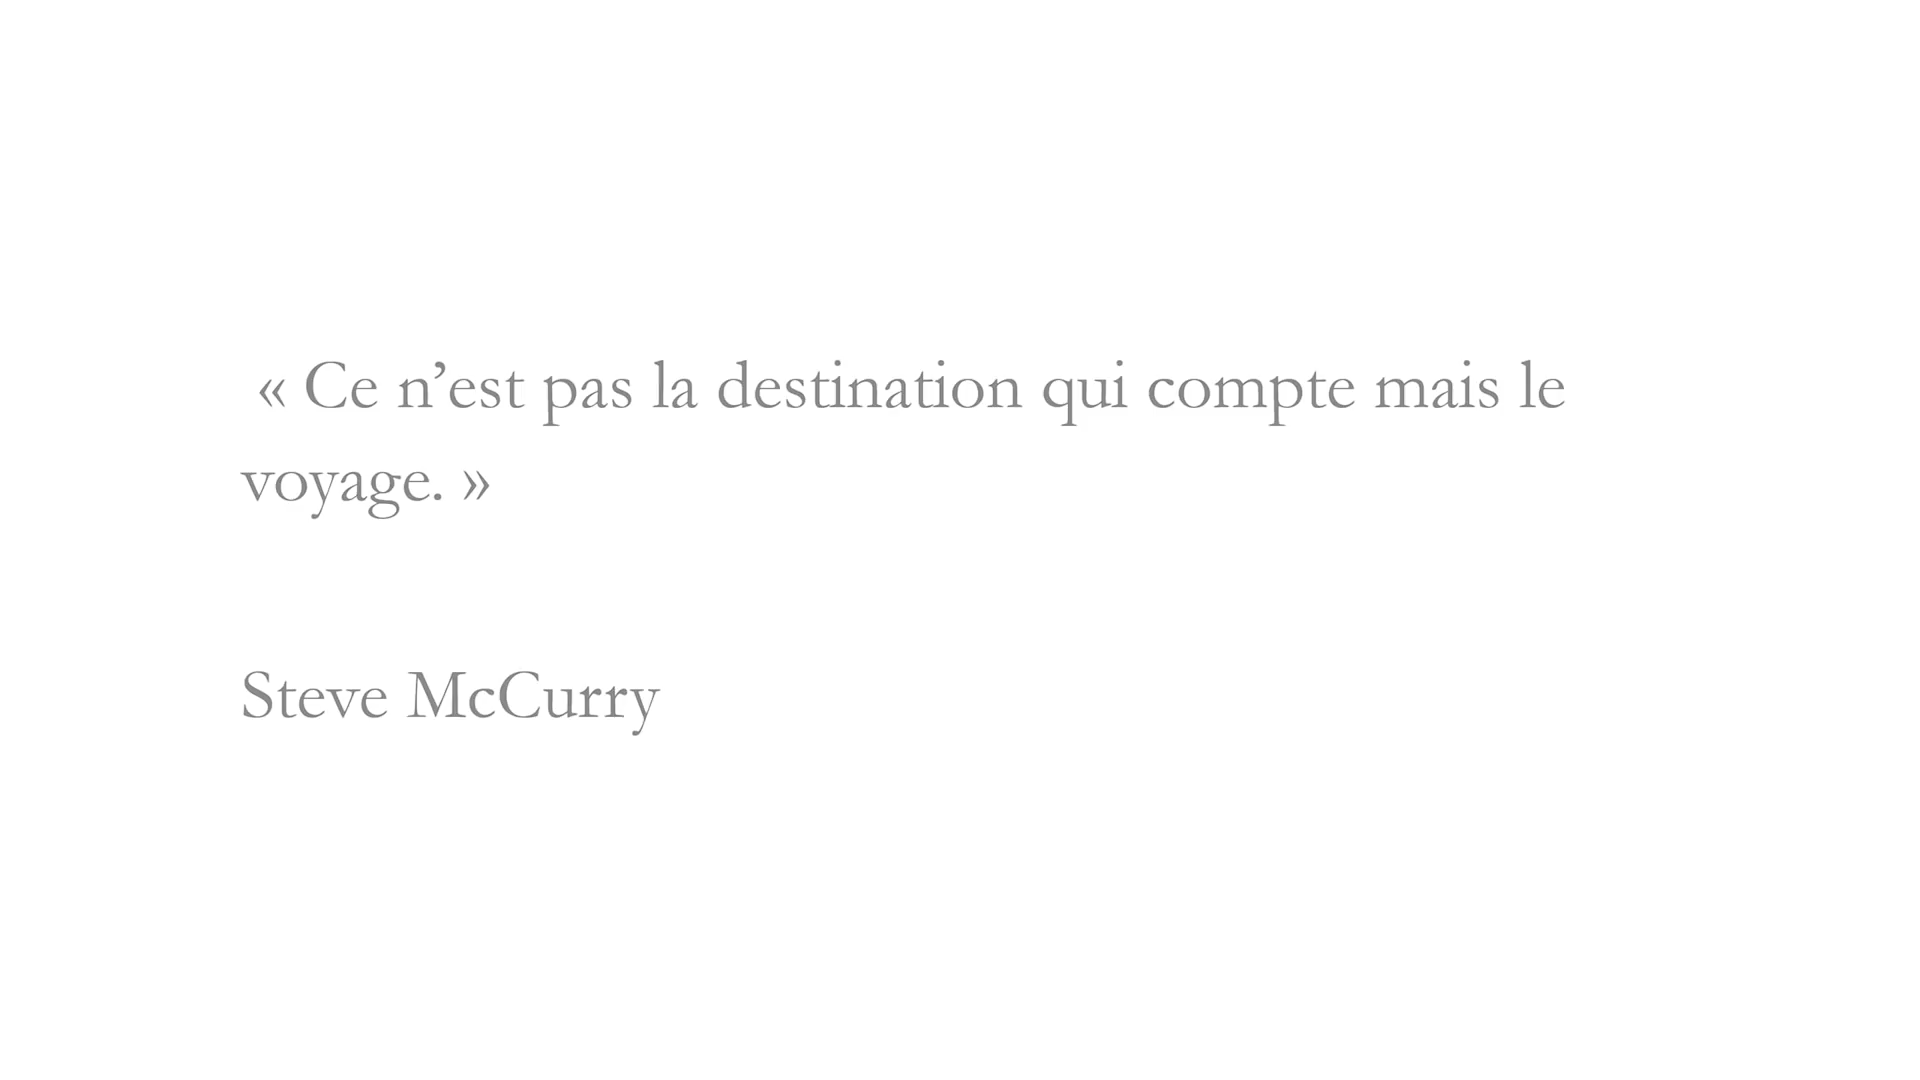 « Ce n’est pas la destination qui compte mais le
voyage. »
Steve McCurry